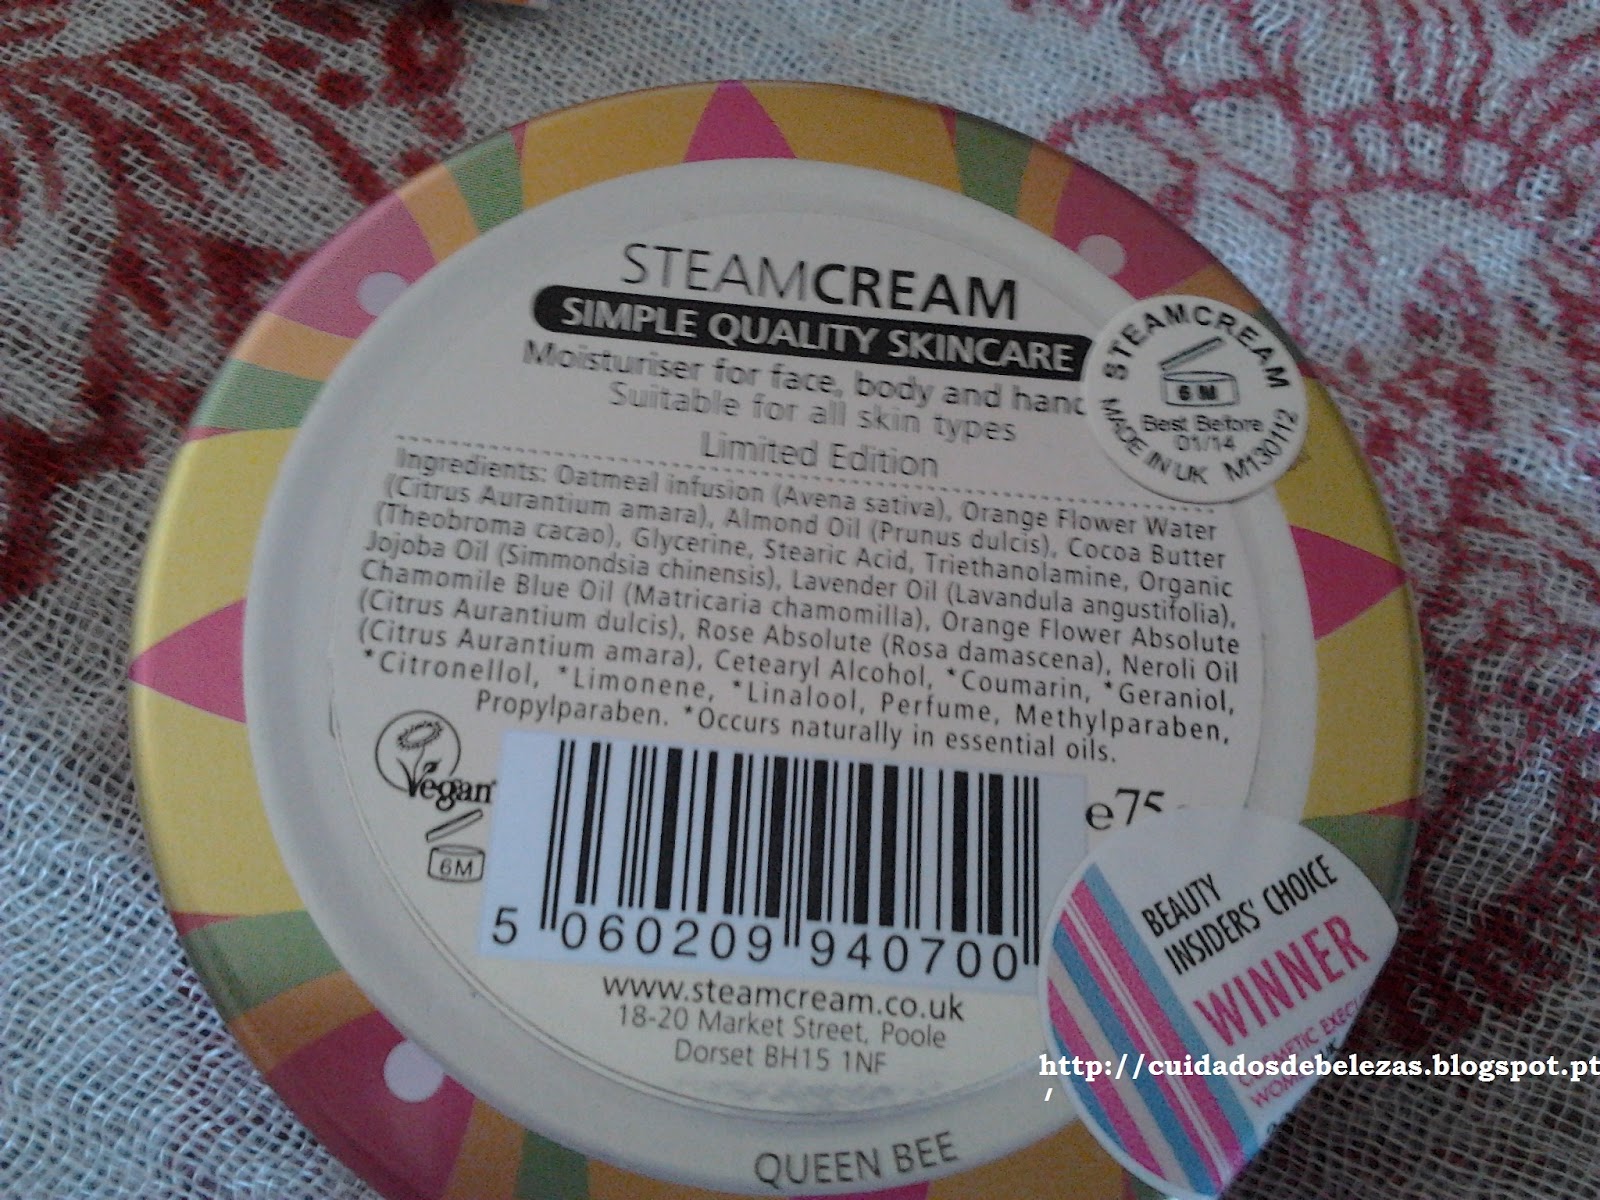 STEAMCREAM
SIMPLE QUALITY SKINCARE
Moisturiser for face, body and
Suitable for all skin types
Limited Edition
Ingredients: Oatmeal infusion (Avena sativa), Orange Flower Water
(Citrus Aurantium amara), Almond Oil (Prunus dulcis), Cocoa Butter
(Theobroma cacao), Glycerine, Stearic Acid, Triethanolamine, Organic
Jojoba Oil (Simmondsia chinensis), Lavender Oil (Lavandula angustifolia),
Chamomile Blue Oil (Matricaria chamomilla), Orange Flower Absolute
(Citrus Aurantium dulcis), Rose Absolute (Rosa damascena), Neroli Oil
(Citrus Aurantium amara), Cetearyl Alcohol, *Coumarin, *Geraniol,
*Citronellol, *Limonene, *Linalool, Perfume, Methylparaben,
Propylparaben. *Occurs naturally in essential oils.
Vegan
6M
e75
5 060209 940700
www.steamcream.co.uk
18-20 Market Street, Poole
Dorset BH15 1NF
QUEEN BEE
STEAMCREAM
6 M
Best Before
01/14
MADE IN UK M130112
BEAUTY
INSIDERS' CHOICE
WINNER
http://cuidadosdebelezas.blogspot.pt
/